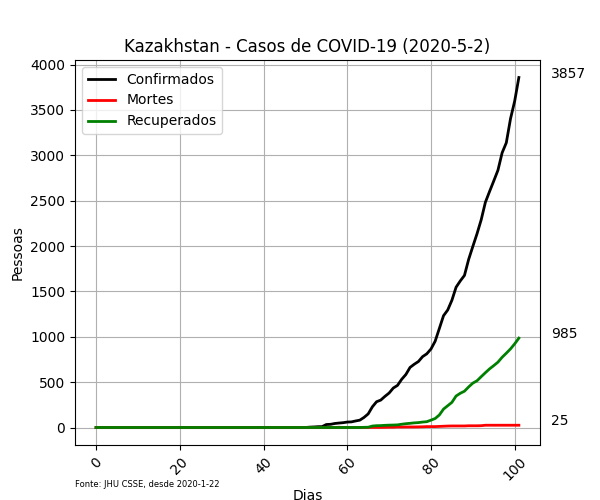 Kazakhstan - Casos de COVID-19 (2020-5-2)
Confirmados
Mortes
Recuperados
4000
3500
3000
2500
2000
1500
1000
500
0
Pessoas
3857
985
25
0
20
40
60
80
100
Dias
Fonte: JHU CSSE, desde 2020-1-22